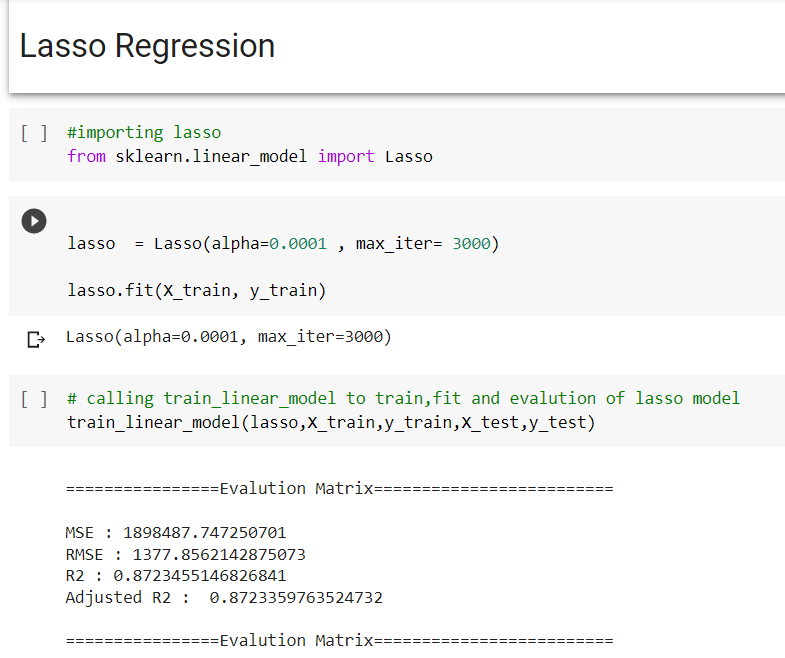 Lasso Regression
[ ] #importing lasso
from sklearn.linear_model import Lasso
lasso  = Lasso(alpha=0.0001 , max_iter= 3000)
lasso.fit(X_train, y_train)
Lasso(alpha=0.0001, max_iter=3000)
[ ] # calling train_linear_model to train,fit and evalution of lasso model
train_linear_model(lasso,X_train,y_train,X_test,y_test)
================Evalution Matrix=========================
MSE : 1898487.747250701
RMSE : 1377.8562142875073
R2 : 0.8723455146826841
Adjusted R2 :  0.8723359763524732
================Evalution Matrix=========================